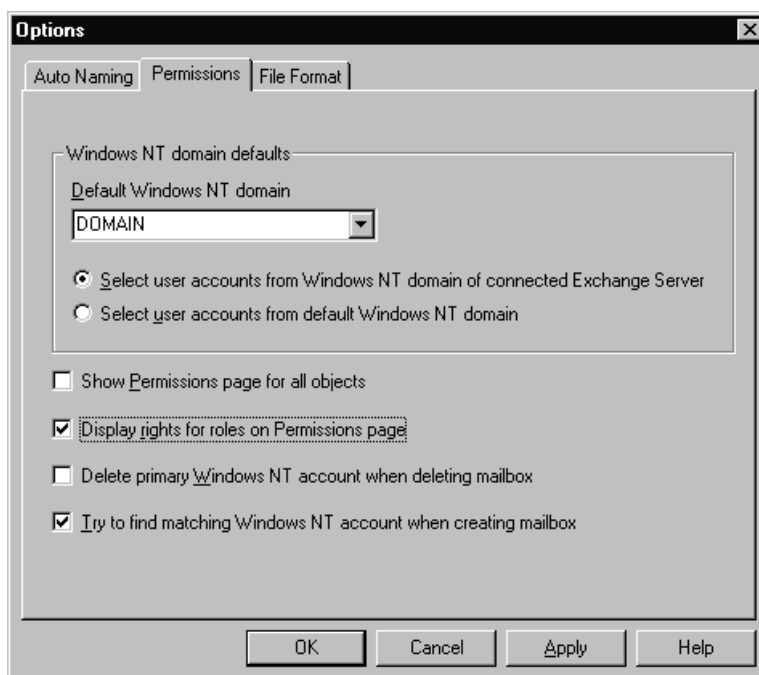 Options
Auto Naming
Permissions
File Format
Windows NT domain defaults
Default Windows NT domain
DOMAIN
Select user accounts from Windows NT domain of connected Exchange Server
Select user accounts from default Windows NT domain
Show Permissions page for all objects
Display rights for roles on Permissions page
Delete primary Windows NT account when deleting mailbox
Try to find matching Windows NT account when creating mailbox
OK
Cancel
Apply
Help